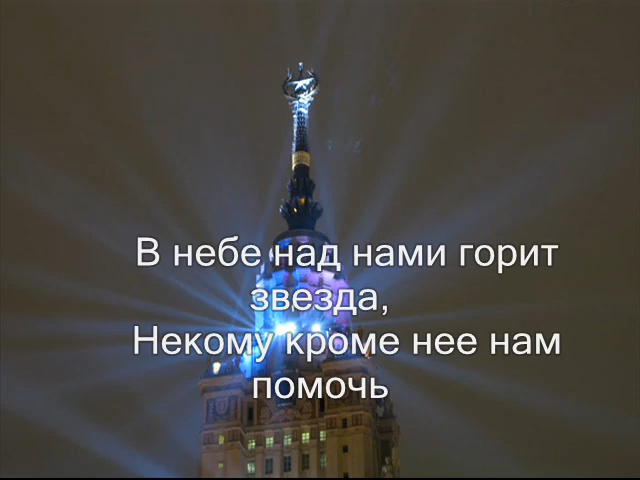 В небе над нами горит
звезда,
Некому кроме нее нам
помочь